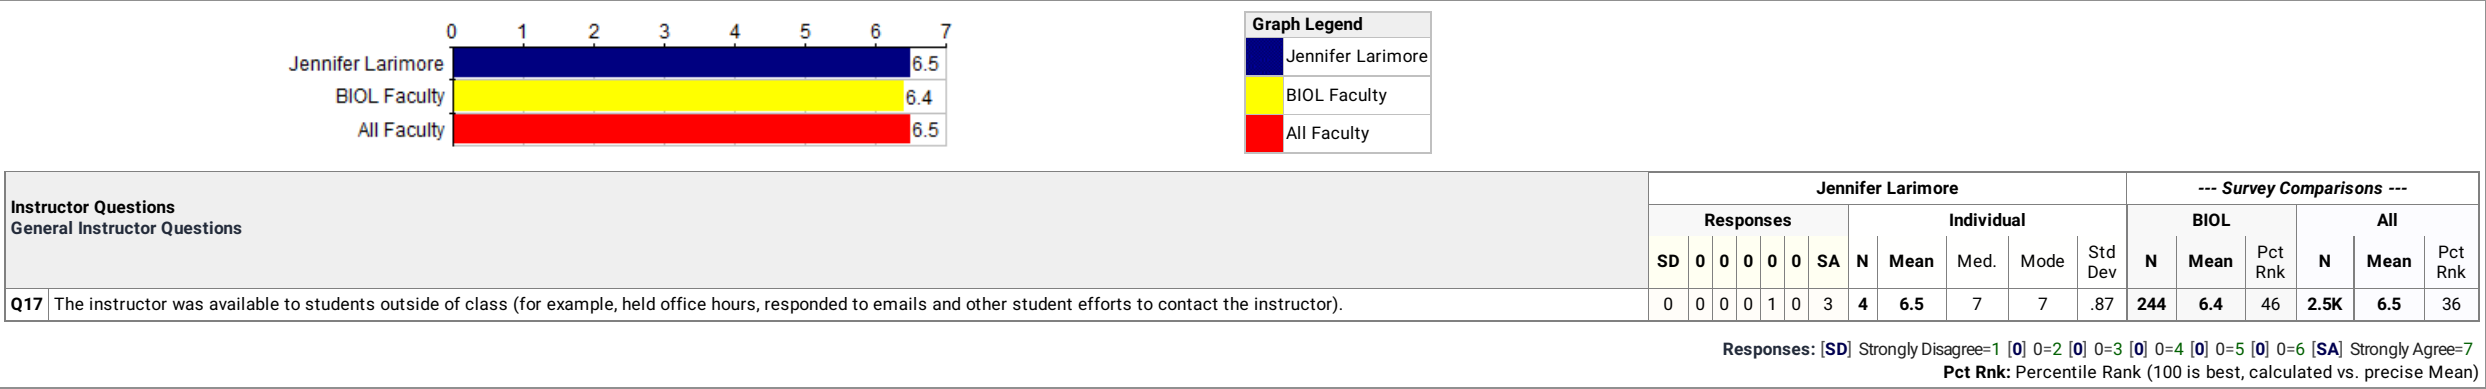 0 1 2 3 4 5 6 7
Jennifer Larimore 6.5
BIOL Faculty 6.4
All Faculty 6.5
Graph Legend
Jennifer Larimore
BIOL Faculty
All Faculty
Instructor Questions
General Instructor Questions
Jennifer Larimore --- Survey Comparisons ---
Responses Individual BIOL All
SD 0 0 0 0 0 SA N Mean Med. Mode Std Dev N Mean Pct Rnk N Mean Pct Rnk
Q17 The instructor was available to students outside of class (for example, held office hours, responded to emails and other student efforts to contact the instructor). 0 0 0 0 1 0 3 4 6.5 7 7 .87 244 6.4 46 2.5K 6.5 36
Responses: [SD] Strongly Disagree=1 [0] 0=2 [0] 0=3 [0] 0=4 [0] 0=5 [0] 0=6 [SA] Strongly Agree=7
Pct Rnk: Percentile Rank (100 is best, calculated vs. precise Mean)